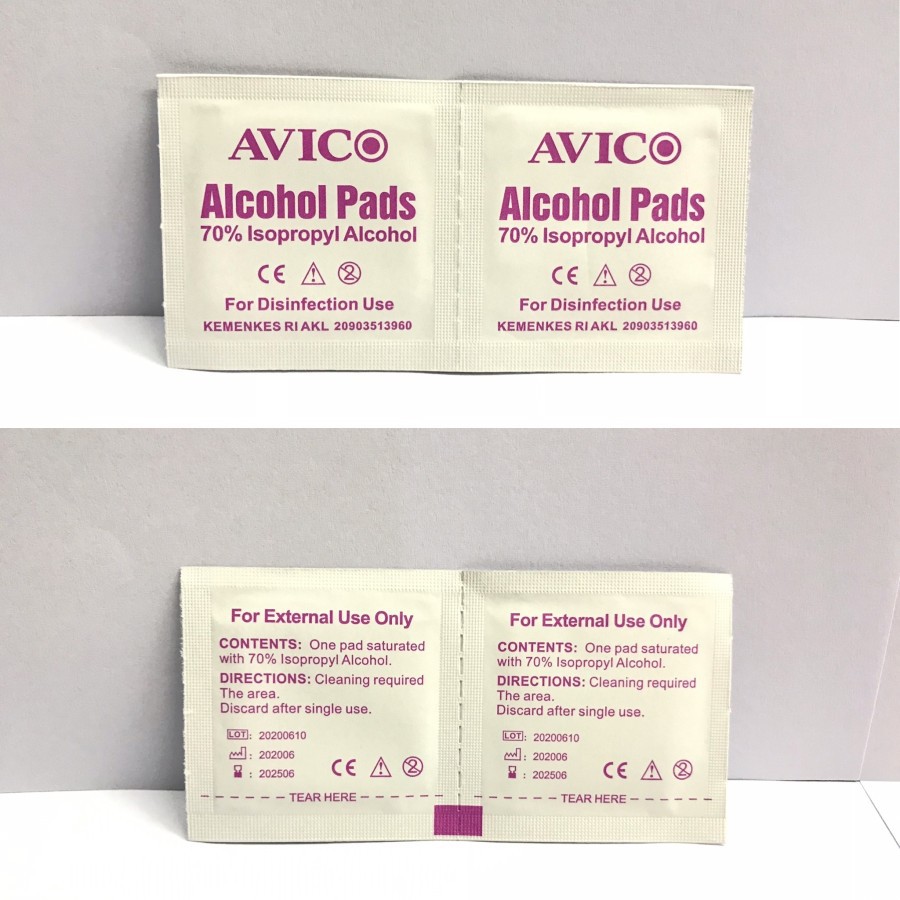 AVICO
Alcohol Pads
70% Isopropyl Alcohol
CE
For Disinfection Use
KEMENKES RI AKL 20903513960
AVICO
Alcohol Pads
70% Isopropyl Alcohol
CE
For Disinfection Use
KEMENKES RI AKL 20903513960
For External Use Only
CONTENTS: One pad saturated
with 70% Isopropyl Alcohol.
DIRECTIONS: Cleaning required
The area.
Discard after single use.
LOT: 20200610
: 202006
: 202506
CE
TEAR HERE
For External Use Only
CONTENTS: One pad saturated
with 70% Isopropyl Alcohol.
DIRECTIONS: Cleaning required
The area.
Discard after single use.
LOT: 20200610
: 202006
: 202506
CE
TEAR HERE